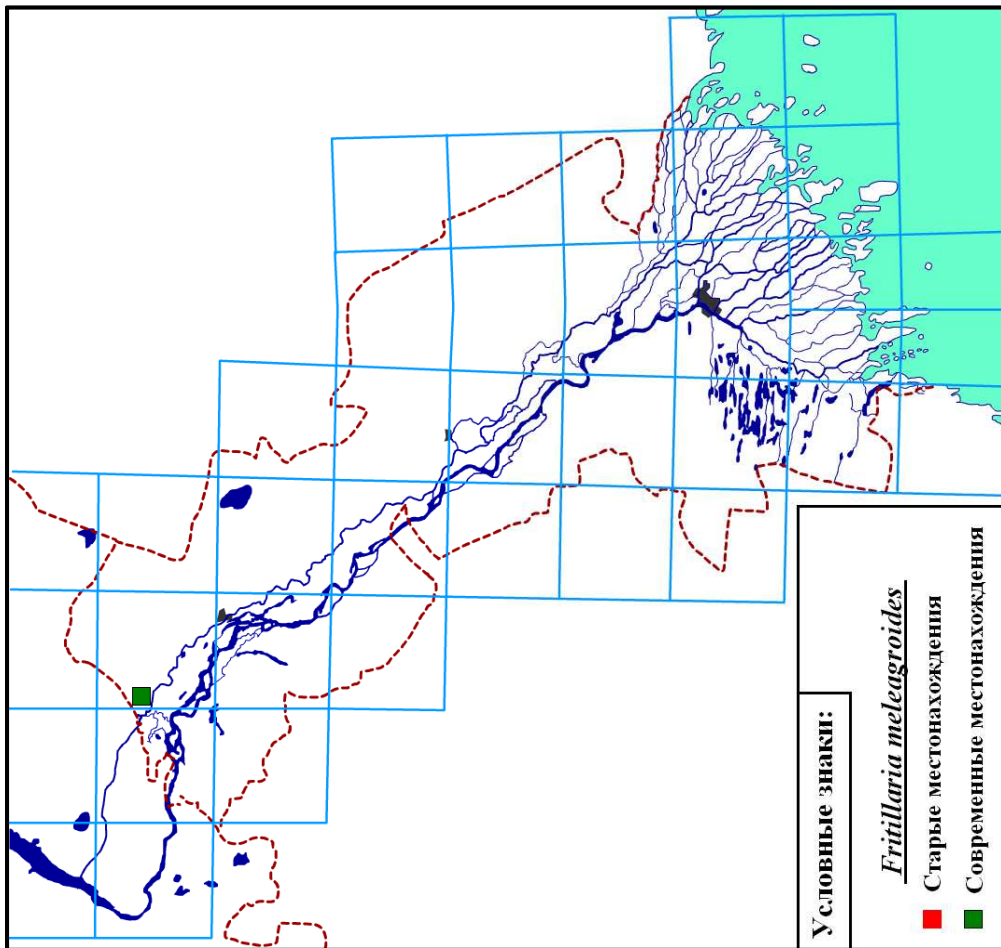 Условные знаки:
Fritillaria meleagroides
Старые местонахождения
Современные местонахождения